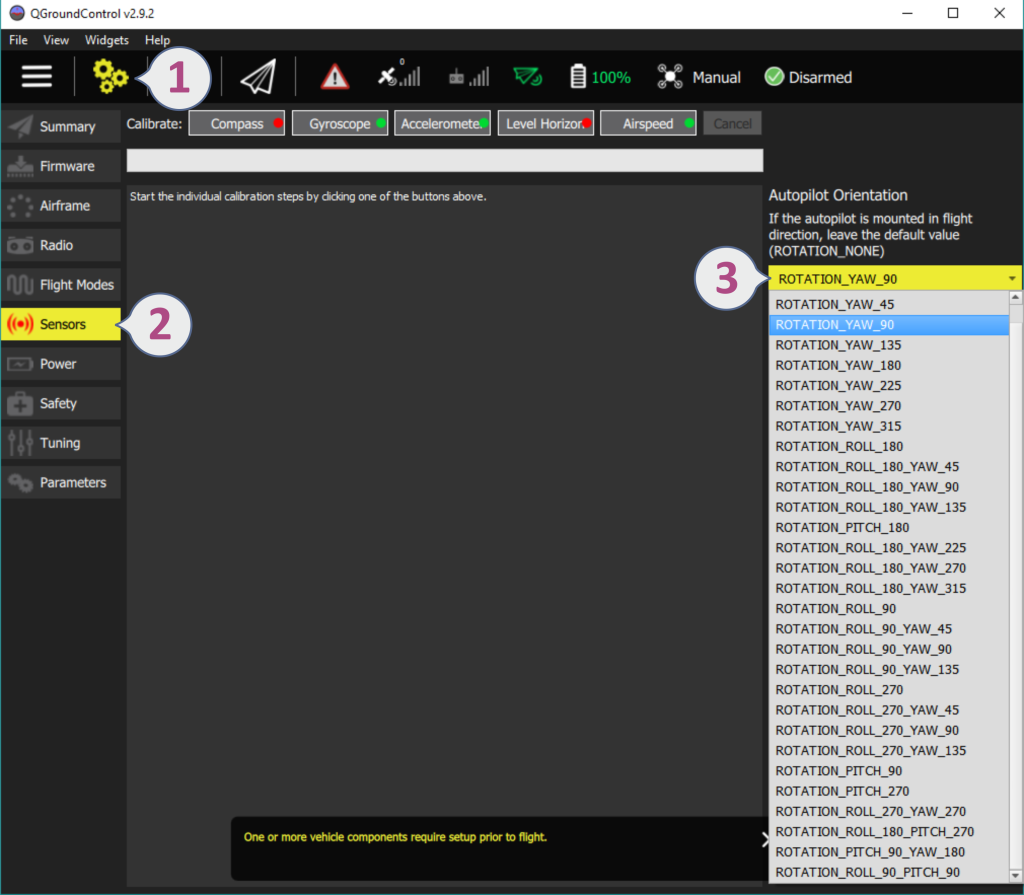 QGroundControl v2.9.2
File View Widgets Help
1
0
100%
Manual
Disarmed
Summary
Firmware
Airframe
Radio
Flight Modes
Sensors
Power
Safety
Tuning
Parameters
2
Calibrate: Compass Gyroscope Acceleromete Level Horizon Airspeed Cancel
Start the individual calibration steps by clicking one of the buttons above.
Autopilot Orientation
If the autopilot is mounted in flight
direction, leave the default value
(ROTATION_NONE)
3
ROTATION_YAW_90
ROTATION_YAW_45
ROTATION_YAW_90
ROTATION_YAW_135
ROTATION_YAW_180
ROTATION_YAW_225
ROTATION_YAW_270
ROTATION_YAW_315
ROTATION_ROLL_180
ROTATION_ROLL_180_YAW_45
ROTATION_ROLL_180_YAW_90
ROTATION_ROLL_180_YAW_135
ROTATION_PITCH_180
ROTATION_ROLL_180_YAW_225
ROTATION_ROLL_180_YAW_270
ROTATION_ROLL_180_YAW_315
ROTATION_ROLL_90
ROTATION_ROLL_90_YAW_45
ROTATION_ROLL_90_YAW_90
ROTATION_ROLL_90_YAW_135
ROTATION_ROLL_270
ROTATION_ROLL_270_YAW_45
ROTATION_ROLL_270_YAW_90
ROTATION_ROLL_270_YAW_135
ROTATION_PITCH_90
ROTATION_PITCH_270
ROTATION_ROLL_270_YAW_270
ROTATION_ROLL_180_PITCH_270
ROTATION_PITCH_90_YAW_180
ROTATION_ROLL_90_PITCH_90
One or more vehicle components require setup prior to flight.